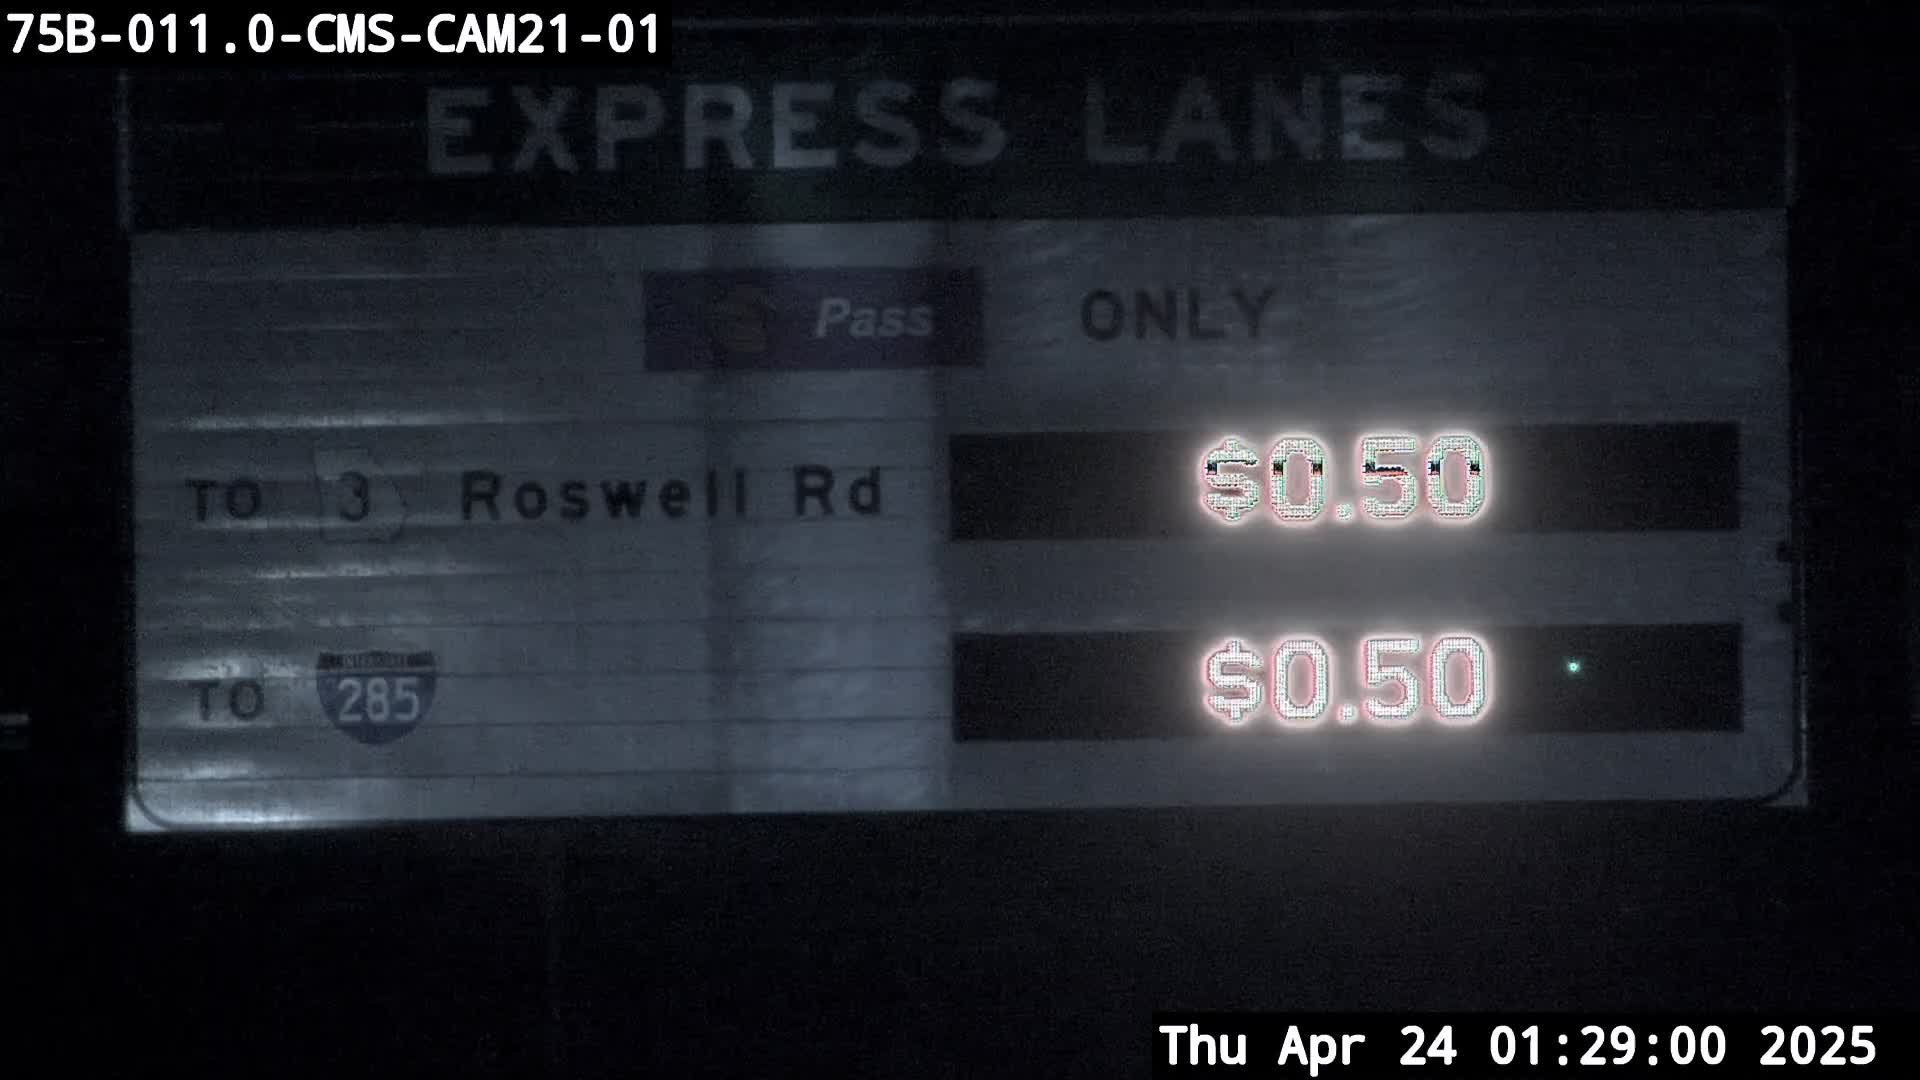 75B-011.0-CMS-CAM21-01
EXPRESS LANES
Pass ONLY
TO 3 Roswell Rd $0.50
TO 285 $0.50
Thu Apr 24 01:29:00 2025